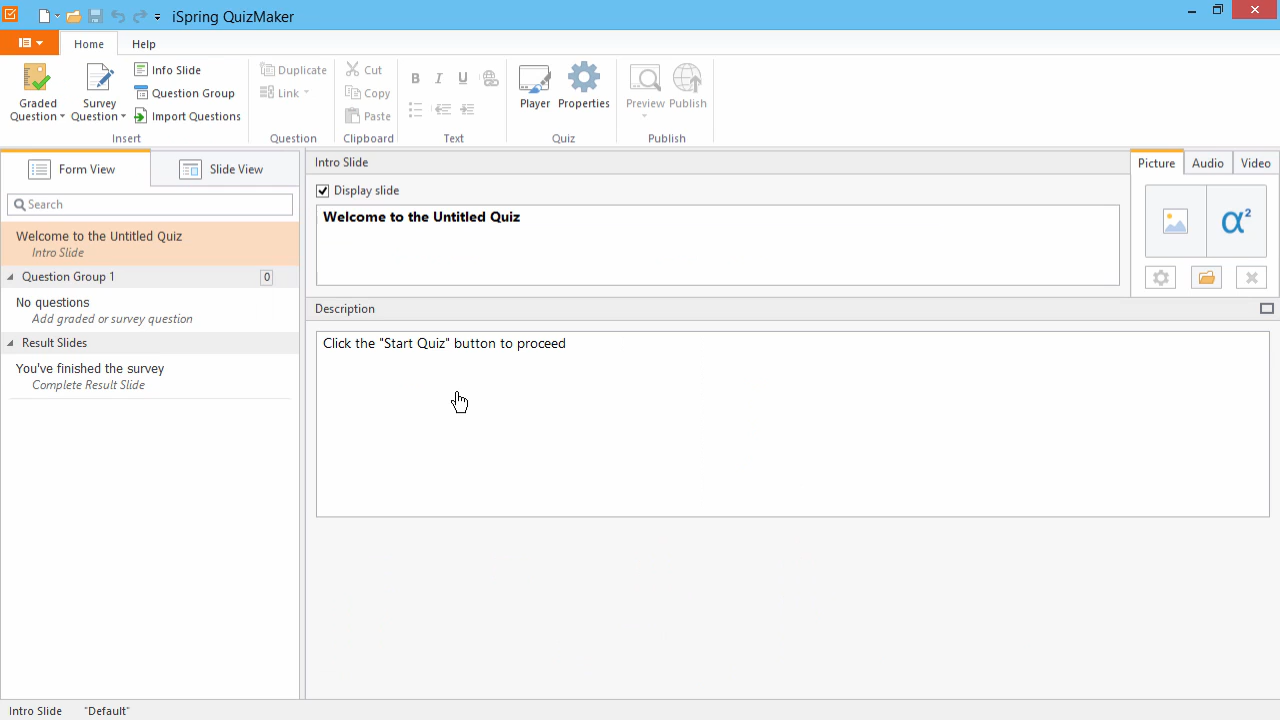 iSpring QuizMaker
Home Help
Graded Question
Survey Question
Info Slide
Question Group
Import Questions
Insert
Duplicate
Link
Question
Cut
Copy
Paste
Clipboard
B I U
Text
Player
Properties
Quiz
Preview
Publish
Publish
Form View
Slide View
Search
Welcome to the Untitled Quiz
Intro Slide
Question Group 1 0
No questions
Add graded or survey question
Result Slides
You've finished the survey
Complete Result Slide
Intro Slide
Display slide
Welcome to the Untitled Quiz
Picture Audio Video
α²
Description
Click the "Start Quiz" button to proceed
Intro Slide "Default"